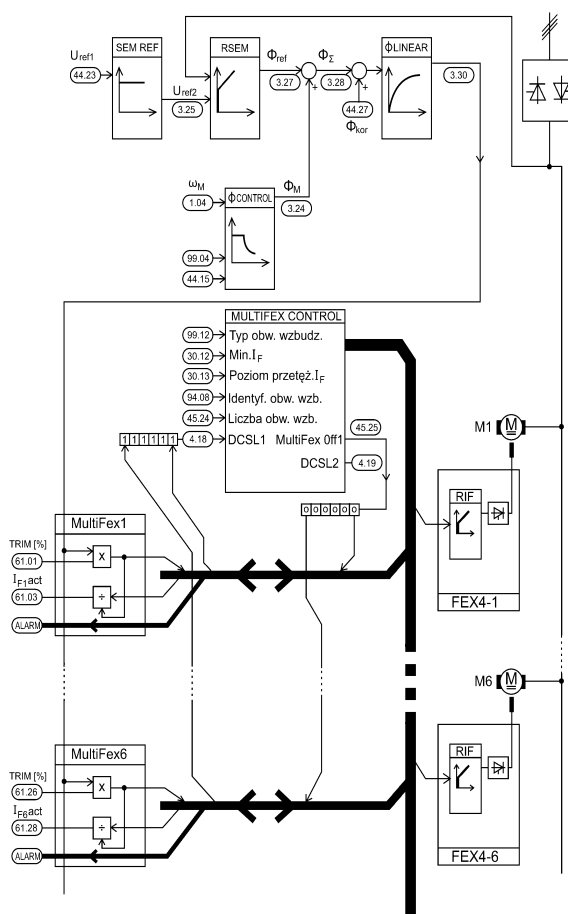 Uref1
44.23
SEM REF
Uref2
3.25
RSEM
Φref
3.27
+
ΦΣ
3.28
+
44.27
Φkor
ΦLINEAR
3.30
ωM
1.04
99.04
44.15
ΦCONTROL
ΦM
3.24
MULTIFEX CONTROL
99.12 Typ obw. wzbudz.
30.12 Min.IF
30.13 Poziom przetęż.IF
94.08 Identyf. obw. wzb.
45.24 Liczba obw. wzb.
45.25
1 1 1 1 1 1 4.18 DCSL1 MultiFex 0ff1
DCSL2 4.19
0 0 0 0 0 0
M1 M
RIF
FEX4-1
MultiFex1
TRIM [%]
61.01
x
IF1act
61.03
÷
ALARM
M6 M
RIF
FEX4-6
MultiFex6
TRIM [%]
61.26
x
IF6act
61.28
÷
ALARM